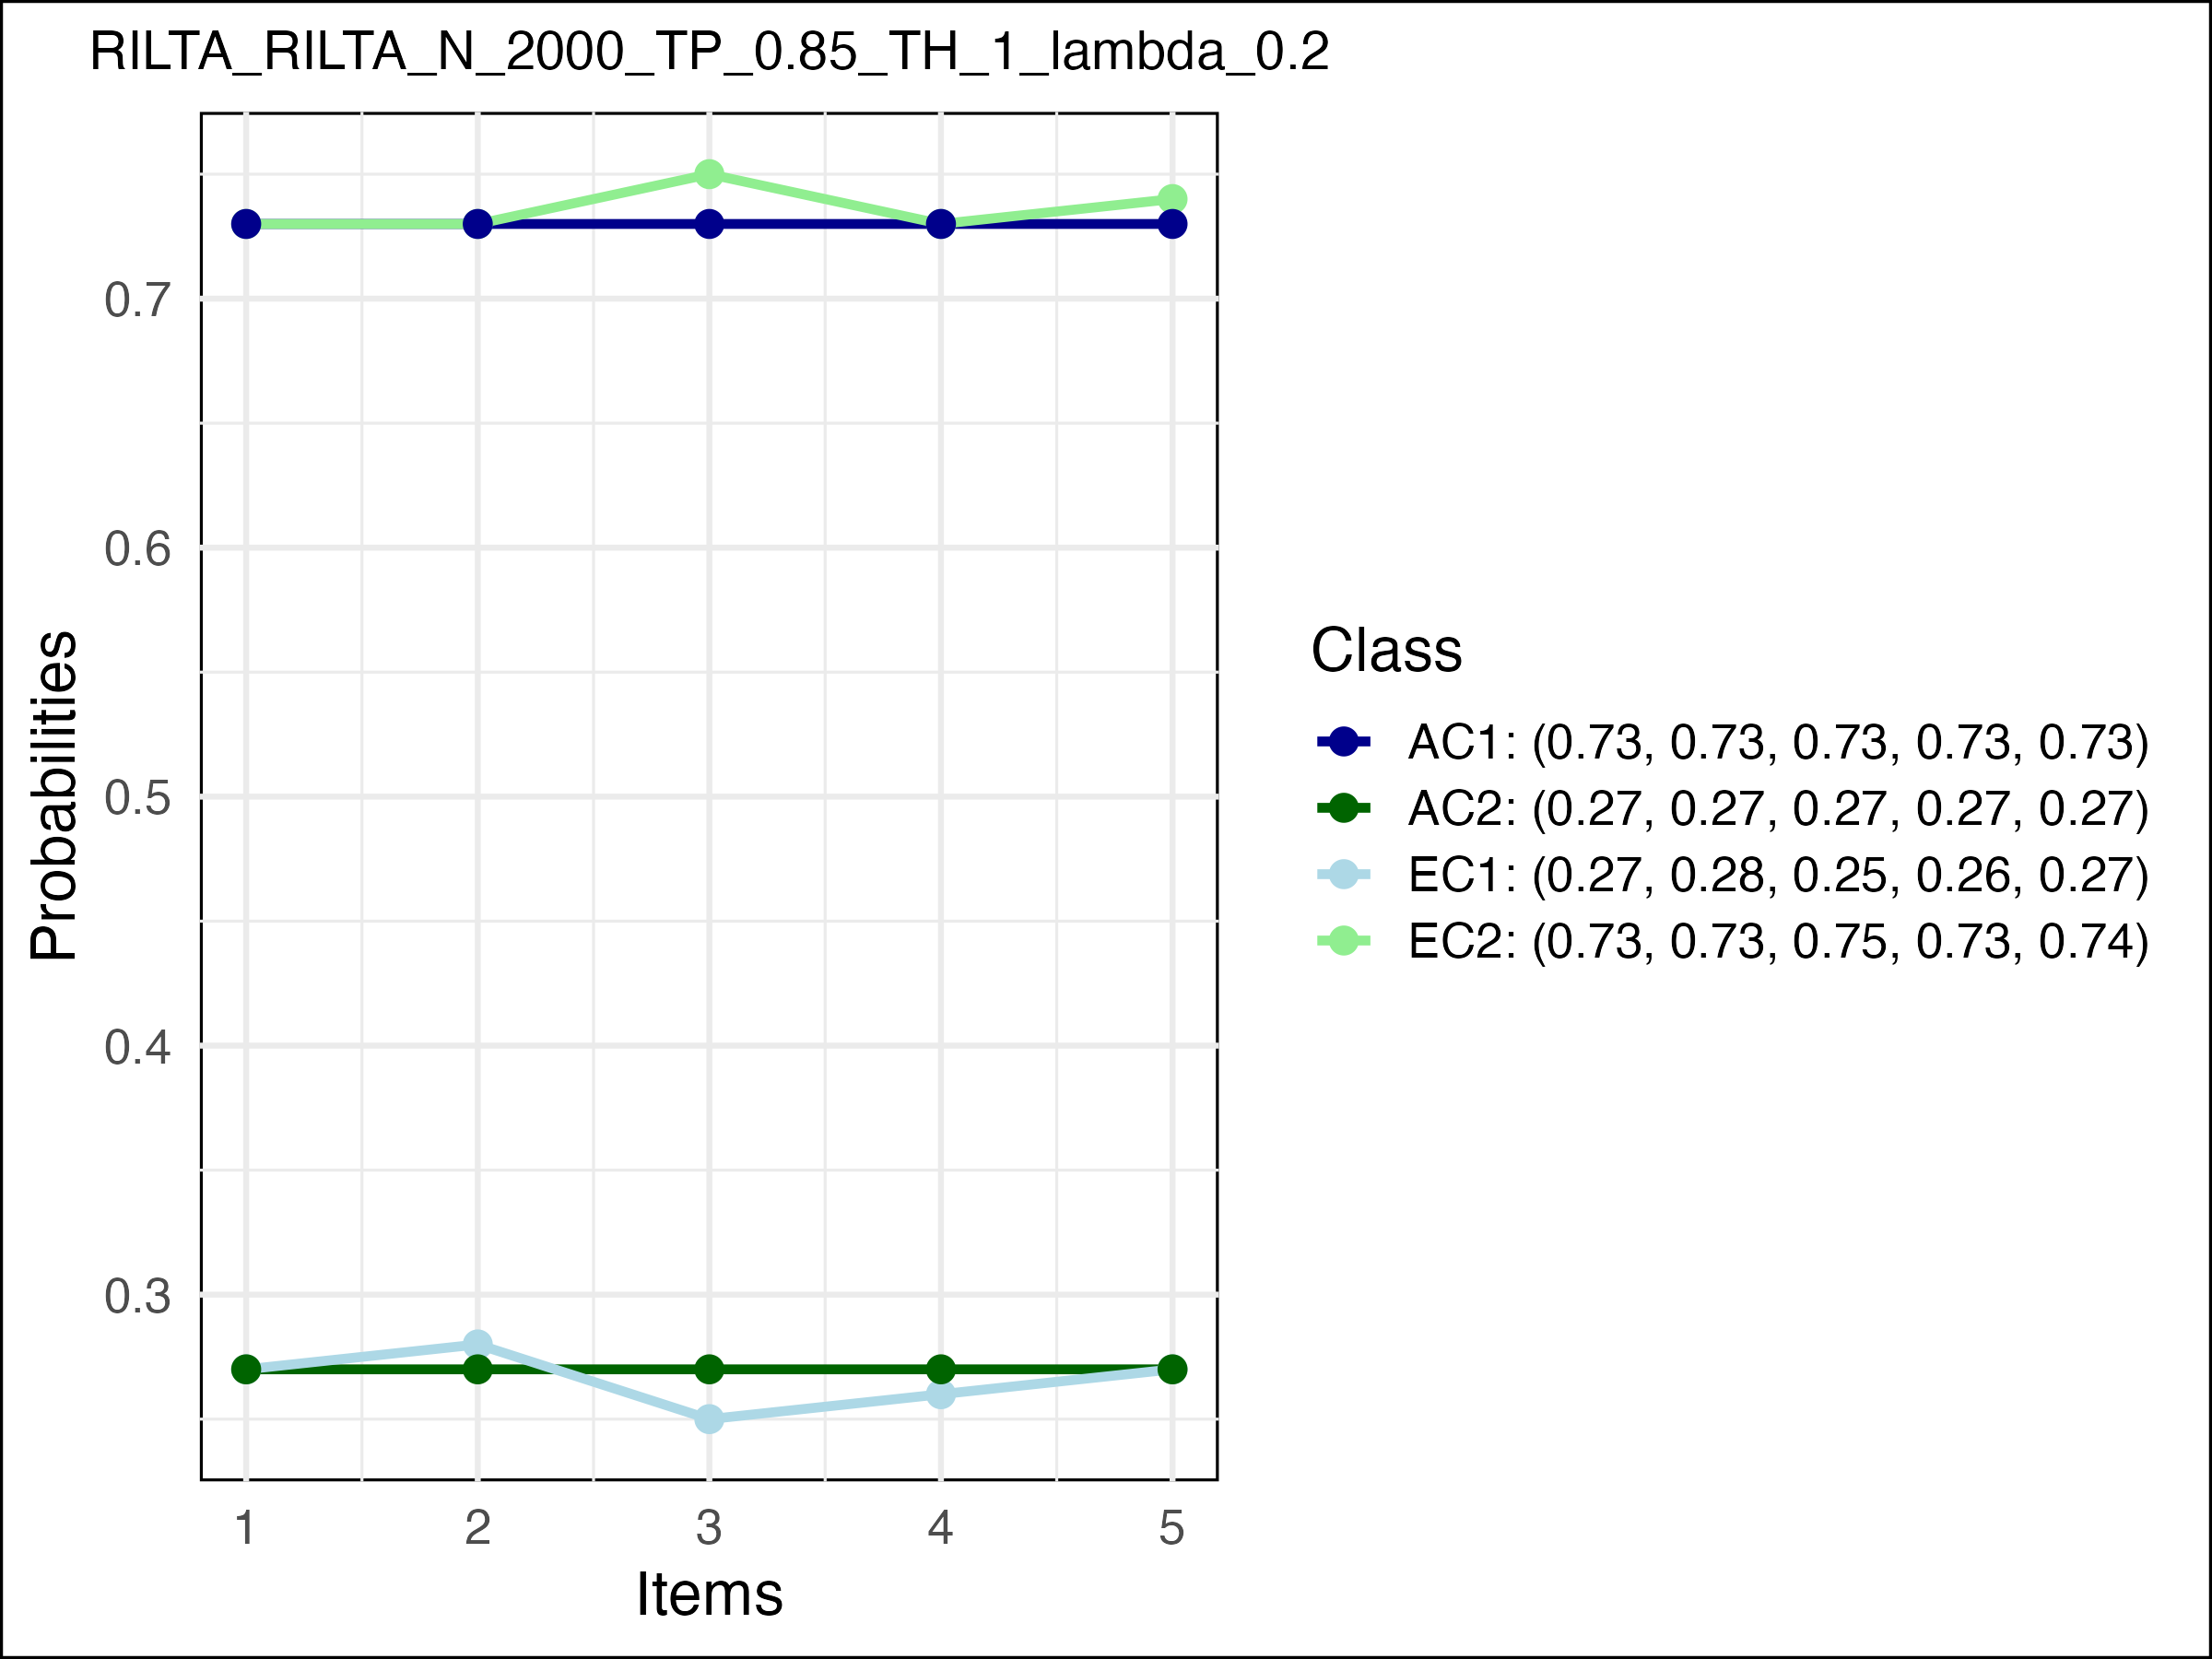 RILTA_RILTA_N_2000_TP_0.85_TH_1_lambda_0.2
0.7
0.6
0.5
0.4
0.3
Probabilities
1 2 3 4 5
Items
Class
AC1: (0.73, 0.73, 0.73, 0.73, 0.73)
AC2: (0.27, 0.27, 0.27, 0.27, 0.27)
EC1: (0.27, 0.28, 0.25, 0.26, 0.27)
EC2: (0.73, 0.73, 0.75, 0.73, 0.74)